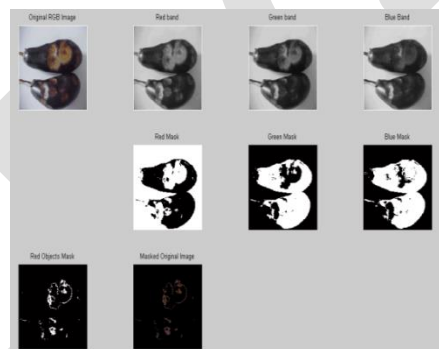 Original RGB Image
Red band
Green band
Blue Band
Red Mask
Green Mask
Blue Mask
Red Objects Mask
Masked Original Image